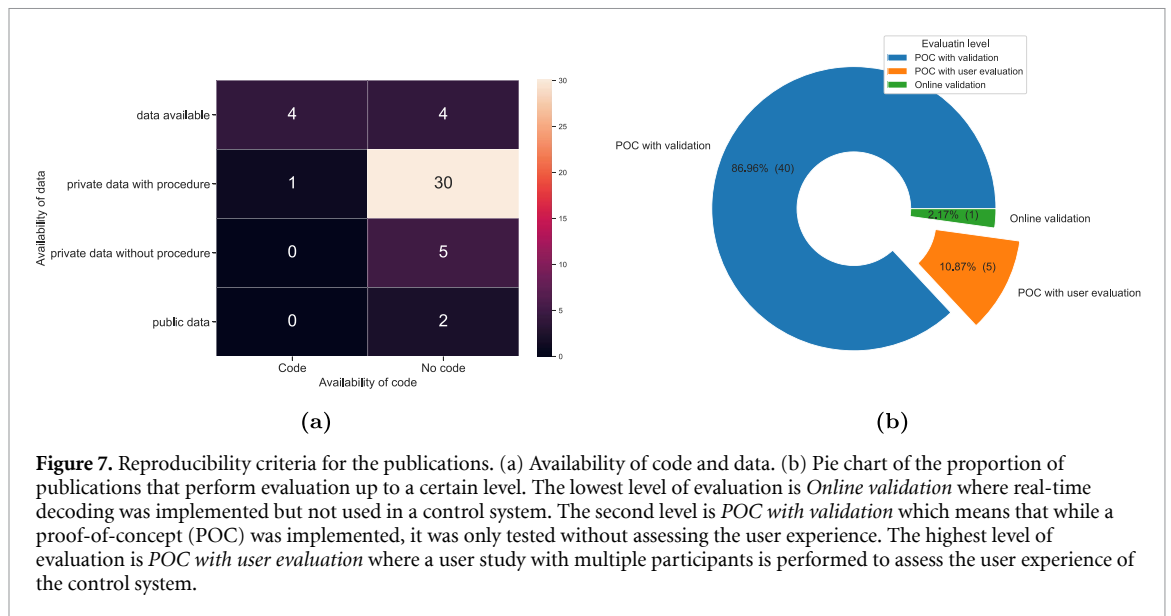 data available
private data with procedure
private data without procedure
public data
Availability of data
4 4
1 30
0 5
0 2
Code No code
Availability of code
30
25
20
15
10
5
0
(a)
Evaluatin level
POC with validation
POC with user evaluation
Online validation
POC with validation
86.96% (40)
2.17% (1)
Online validation
10.87% (5)
POC with user evaluation
(b)
Figure 7. Reproducibility criteria for the publications. (a) Availability of code and data. (b) Pie chart of the proportion of
publications that perform evaluation up to a certain level. The lowest level of evaluation is Online validation where real-time
decoding was implemented but not used in a control system. The second level is POC with validation which means that while a
proof-of-concept (POC) was implemented, it was only tested without assessing the user experience. The highest level of
evaluation is POC with user evaluation where a user study with multiple participants is performed to assess the user experience of
the control system.